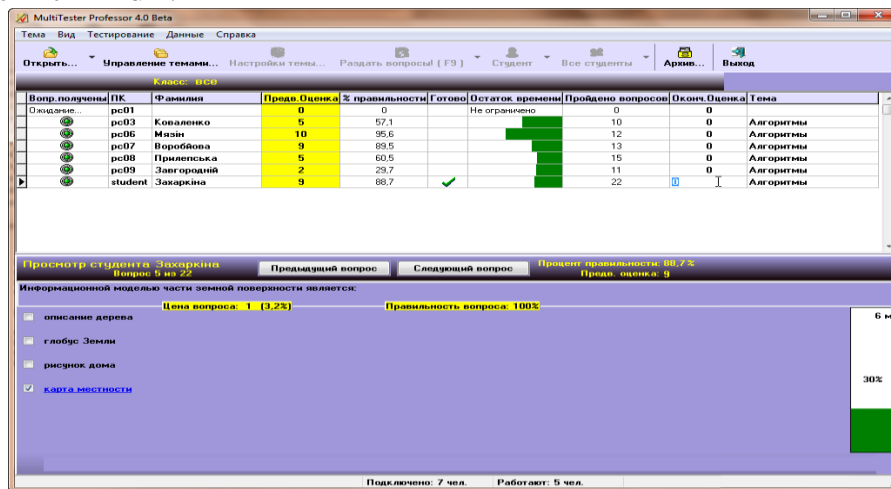 MultiTester Professor 4.0 Beta
Тема Вид Тестирование Данные Справка
Открыть... Управление темами... Настройки темы... Раздать вопросы! ( F9 ) Студент Все студенты Архив... Выход
Класс: все
Вопр.получены ПК Фамилия Предв.Оценка % правильности Готово Остаток времени Пройдено вопросов Оконч.Оценка Тема
Ожидание... pc01 0 0 Не ограничено 0 0
pc03 Коваленко 5 57,1 10 0 Алгоритмы
pc06 Мязін 10 95,6 12 0 Алгоритмы
pc07 Воробйова 9 89,5 13 0 Алгоритмы
pc08 Прилепська 5 60,5 15 0 Алгоритмы
pc09 Завгородній 2 29,7 11 0 Алгоритмы
student Захаркіна 9 88,7 22 0 Алгоритмы
Просмотр студента Захаркіна
Вопрос 5 из 22
Предыдущий вопрос Следующий вопрос
Процент правильности: 88,7 %
Предв. оценка: 9
Информационной моделью части земной поверхности является:
Цена вопроса: 1 (3,2%) Правильность вопроса: 100%
описание дерева
глобус Земли
рисунок дома
карта местности
6 м
30%
Подключено: 7 чел. Работают: 5 чел.